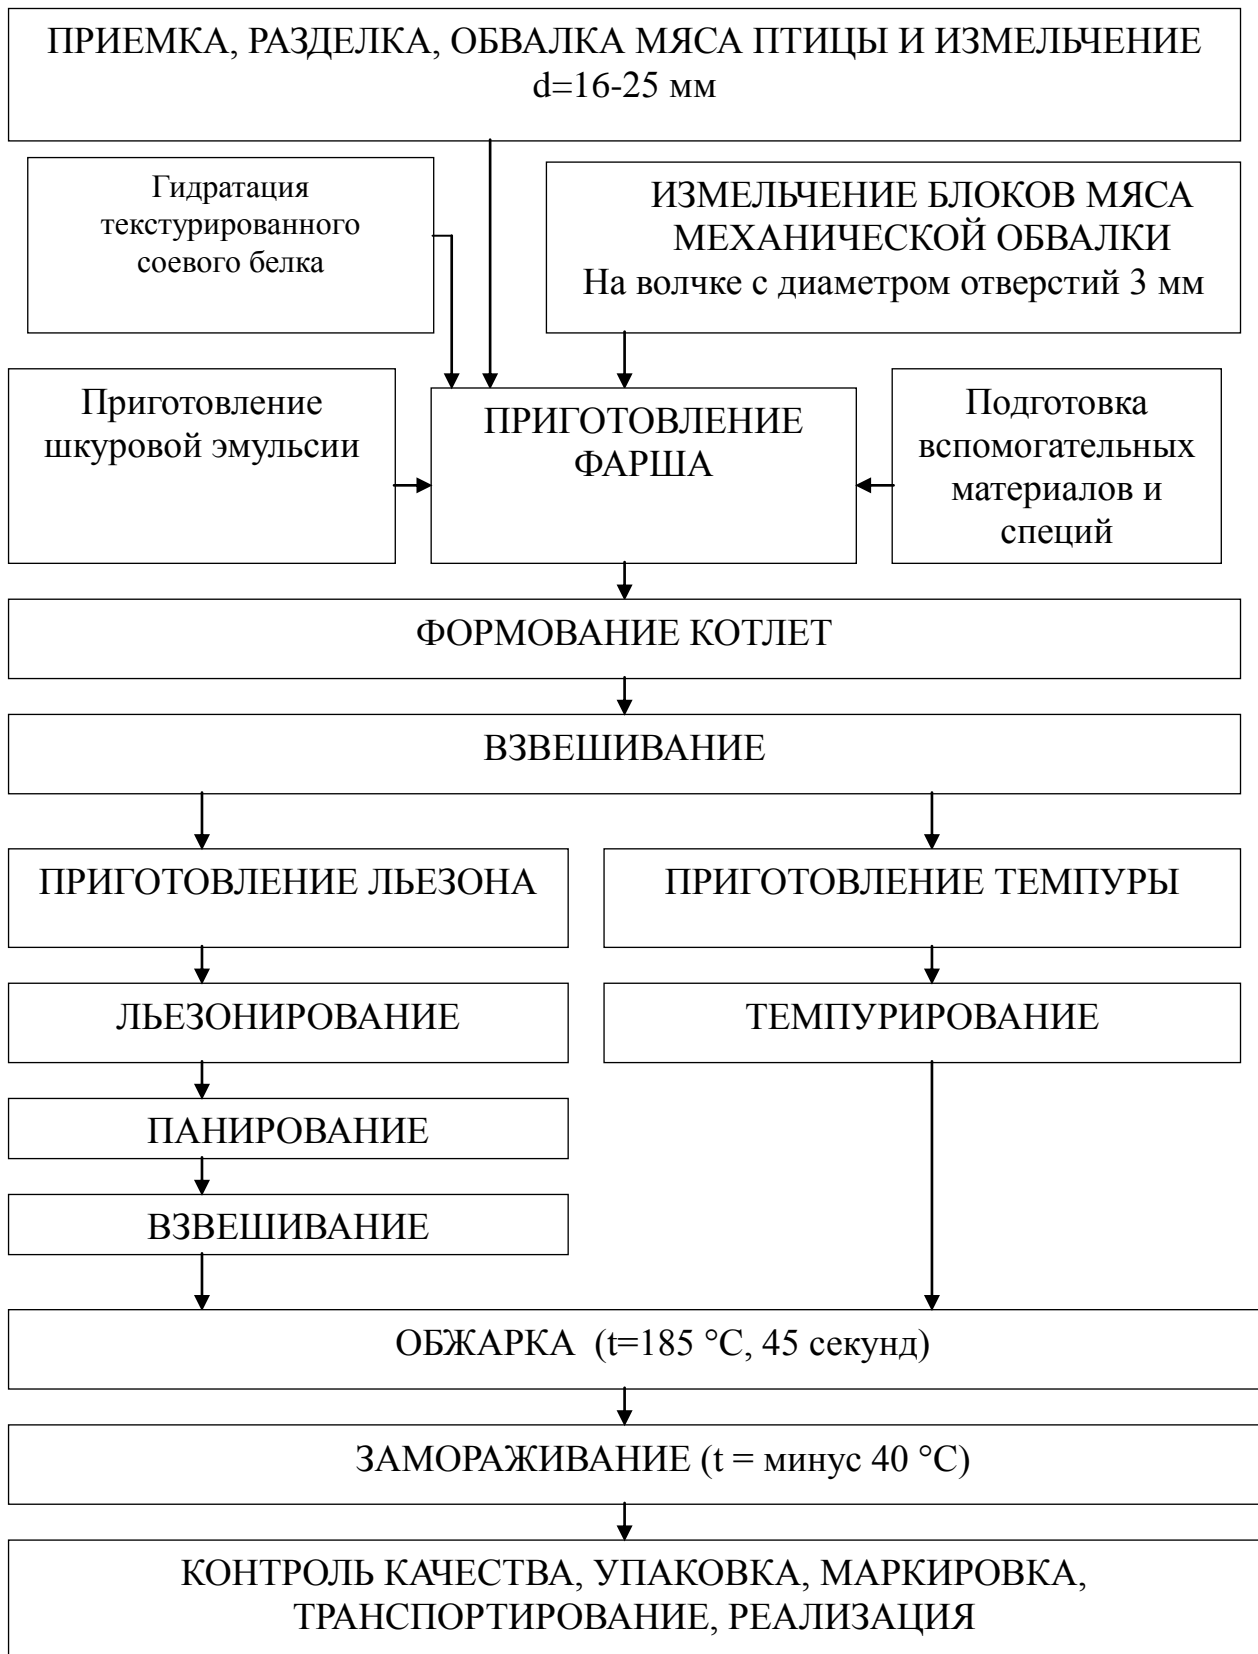 ПРИЕМКА, РАЗДЕЛКА, ОБВАЛКА МЯСА ПТИЦЫ И ИЗМЕЛЬЧЕНИЕ
d=16-25 мм
Гидратация
текстурированного
соевого белка
ИЗМЕЛЬЧЕНИЕ БЛОКОВ МЯСА
МЕХАНИЧЕСКОЙ ОБВАЛКИ
На волчке с диаметром отверстий 3 мм
Приготовление
шкуровой эмульсии
ПРИГОТОВЛЕНИЕ
ФАРША
Подготовка
вспомогательных
материалов и
специй
ФОРМОВАНИЕ КОТЛЕТ
ВЗВЕШИВАНИЕ
ПРИГОТОВЛЕНИЕ ЛЬЕЗОНА
ПРИГОТОВЛЕНИЕ ТЕМПУРЫ
ЛЬЕЗОНИРОВАНИЕ
ТЕМПУРИРОВАНИЕ
ПАНИРОВАНИЕ
ВЗВЕШИВАНИЕ
ОБЖАРКА (t=185 °С, 45 секунд)
ЗАМОРАЖИВАНИЕ (t = минус 40 °С)
КОНТРОЛЬ КАЧЕСТВА, УПАКОВКА, МАРКИРОВКА,
ТРАНСПОРТИРОВАНИЕ, РЕАЛИЗАЦИЯ